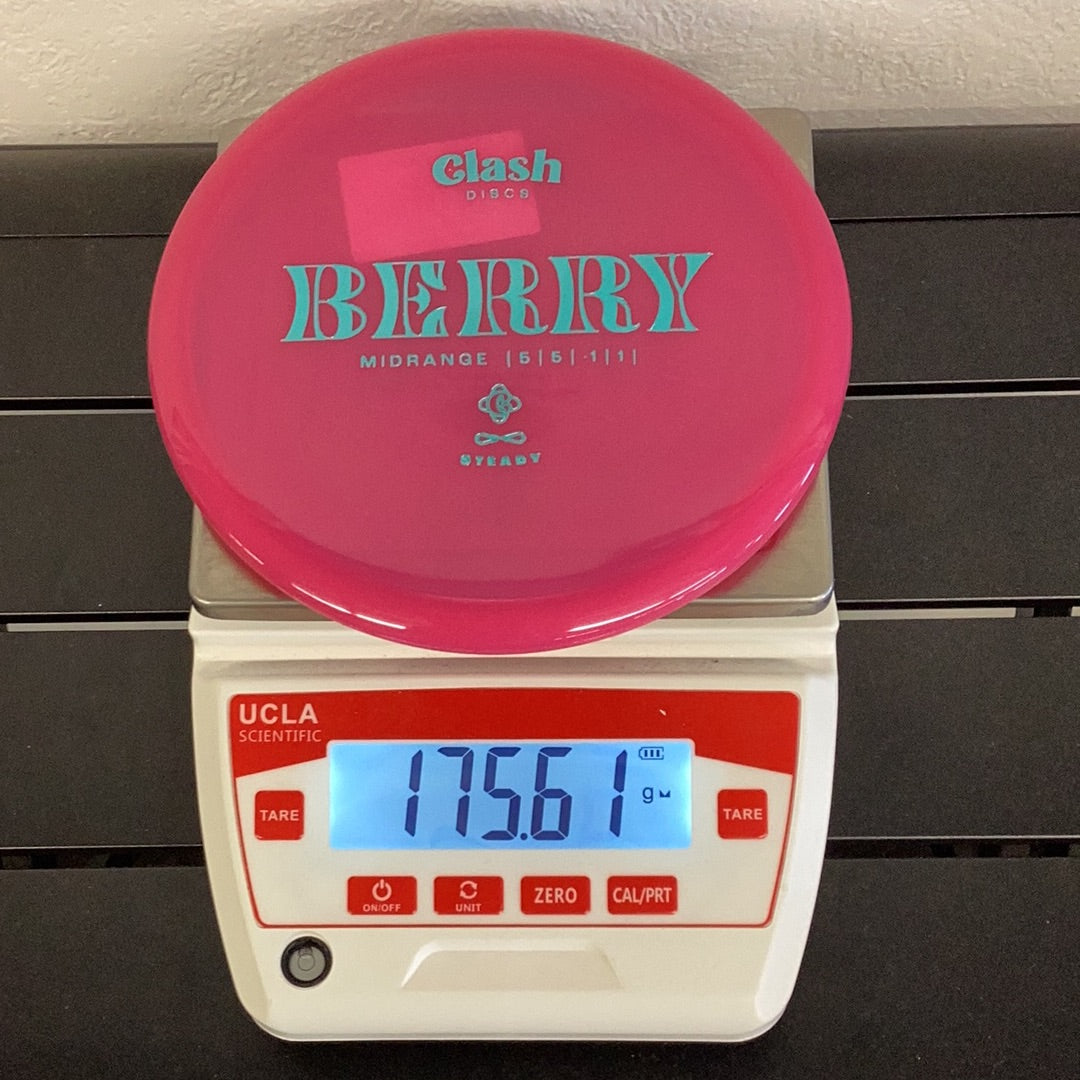 Clash
DISCS
BERRY
MIDRANGE |5|5|-1|1|
STEADY
UCLA
SCIENTIFIC
175.61
g
TARE
TARE
ON/OFF
UNIT
ZERO
CAL/PRT